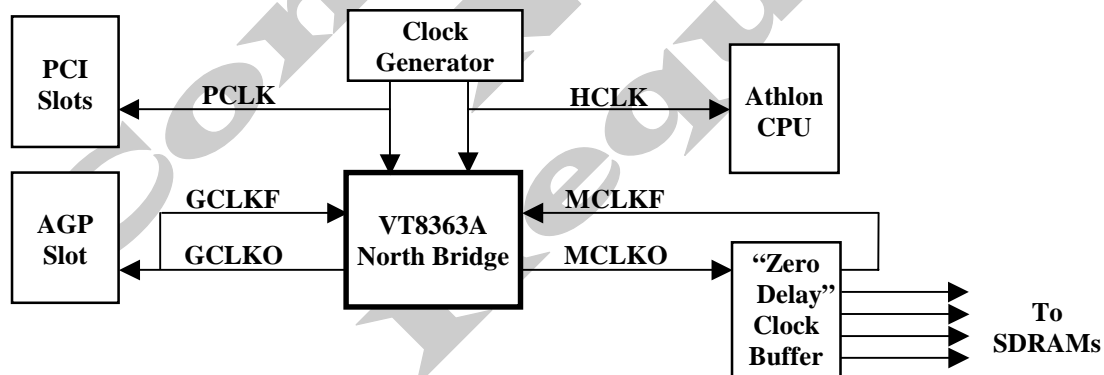 Clock
Generator
PCI
Slots
PCLK
HCLK
Athlon
CPU
AGP
Slot
GCLKF
GCLKO
VT8363A
North Bridge
MCLKF
MCLKO
“Zero
Delay”
Clock
Buffer
To
SDRAMs